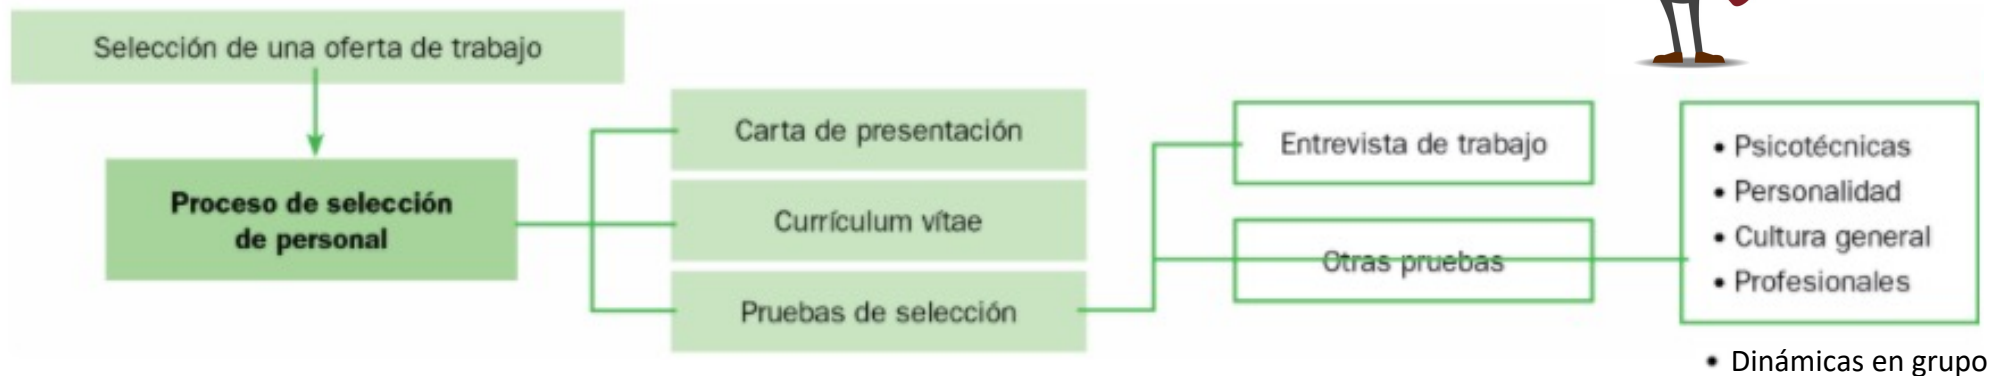 Selección de una oferta de trabajo
Proceso de selección
de personal
Carta de presentación
Currículum vítae
Pruebas de selección
Entrevista de trabajo
Otras pruebas
• Psicotécnicas
• Personalidad
• Cultura general
• Profesionales
• Dinámicas en grupo